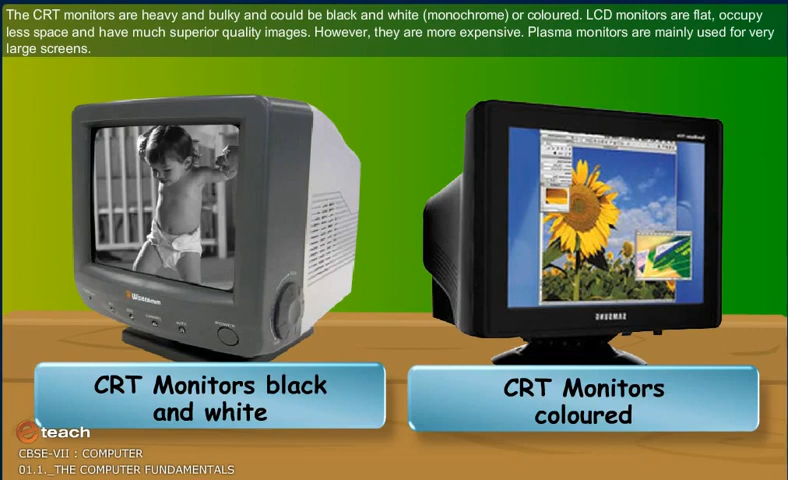 The CRT monitors are heavy and bulky and could be black and white (monochrome) or coloured. LCD monitors are flat, occupy
less space and have much superior quality images. However, they are more expensive. Plasma monitors are mainly used for very
large screens.
Wisecomm
POWER
SAMSUNG
CRT Monitors black
and white
CRT Monitors
coloured
eteach
CBSE-VII : COMPUTER
01.1._THE COMPUTER FUNDAMENTALS